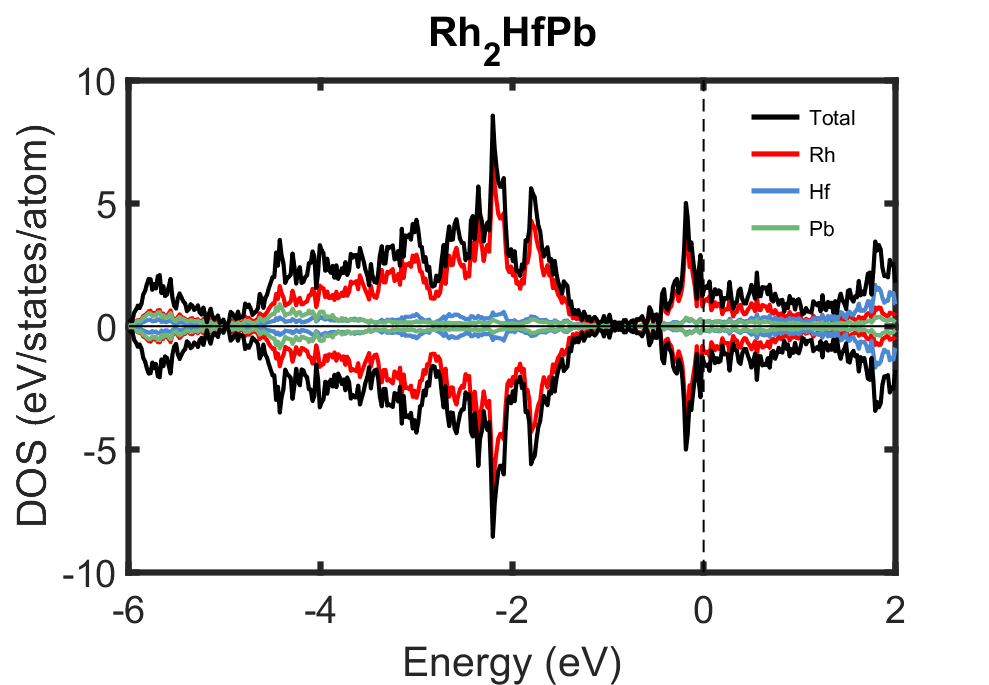 Rh₂HfPb
10
5
0
-5
-10
DOS (eV/states/atom)
Total
Rh
Hf
Pb
-6
-4
-2
0
2
Energy (eV)